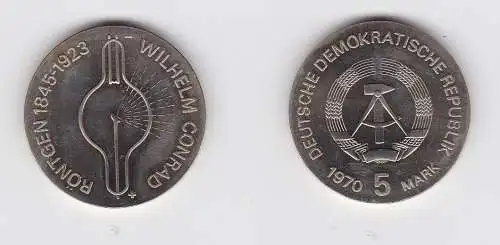 WILHELM CONRAD
RÖNTGEN 1845-1923
- +
DEUTSCHE DEMOKRATISCHE REPUBLIK
1970 5 MARK